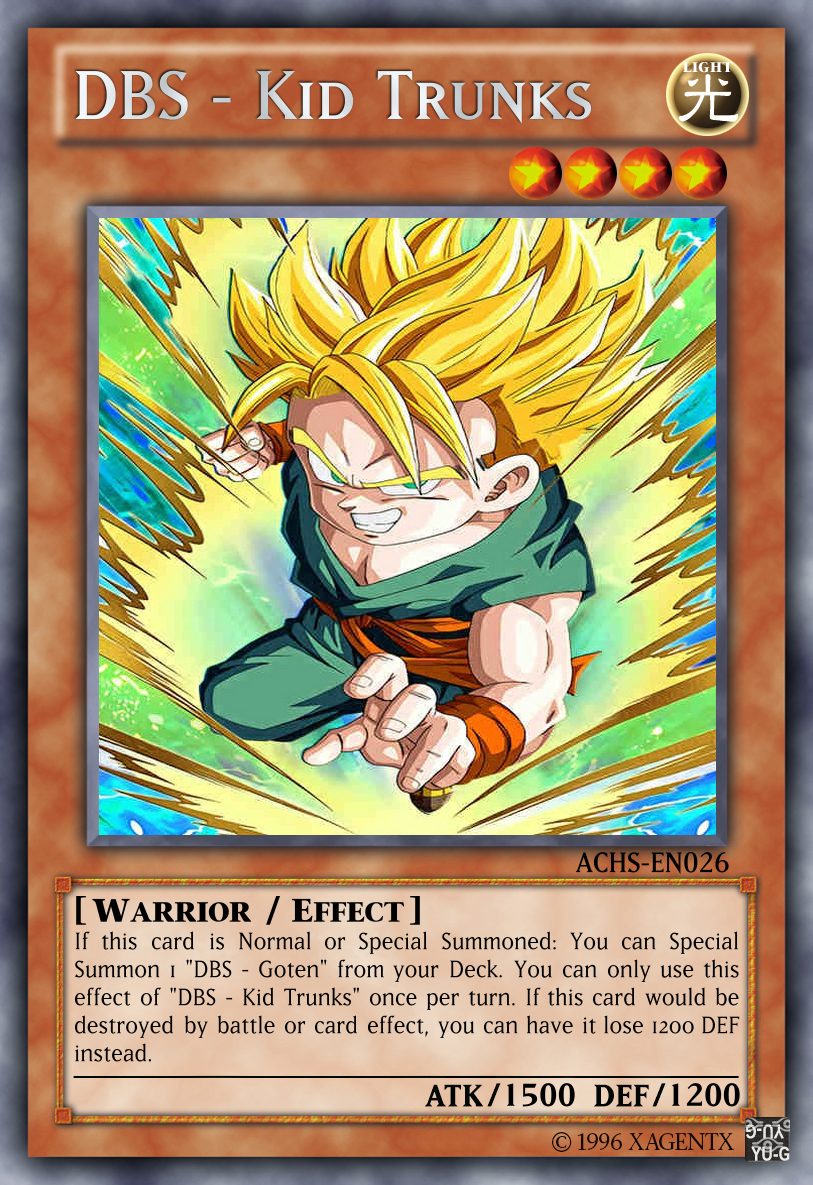 DBS - Kid Trunks
LIGHT
光
ACHS-EN026
[ Warrior / Effect ]
If this card is Normal or Special Summoned: You can Special
Summon 1 "DBS - Goten" from your Deck. You can only use this
effect of "DBS - Kid Trunks" once per turn. If this card would be
destroyed by battle or card effect, you can have it lose 1200 DEF
instead.
ATK/1500 DEF/1200
© 1996 XAGENTX
YU-G
YU-G